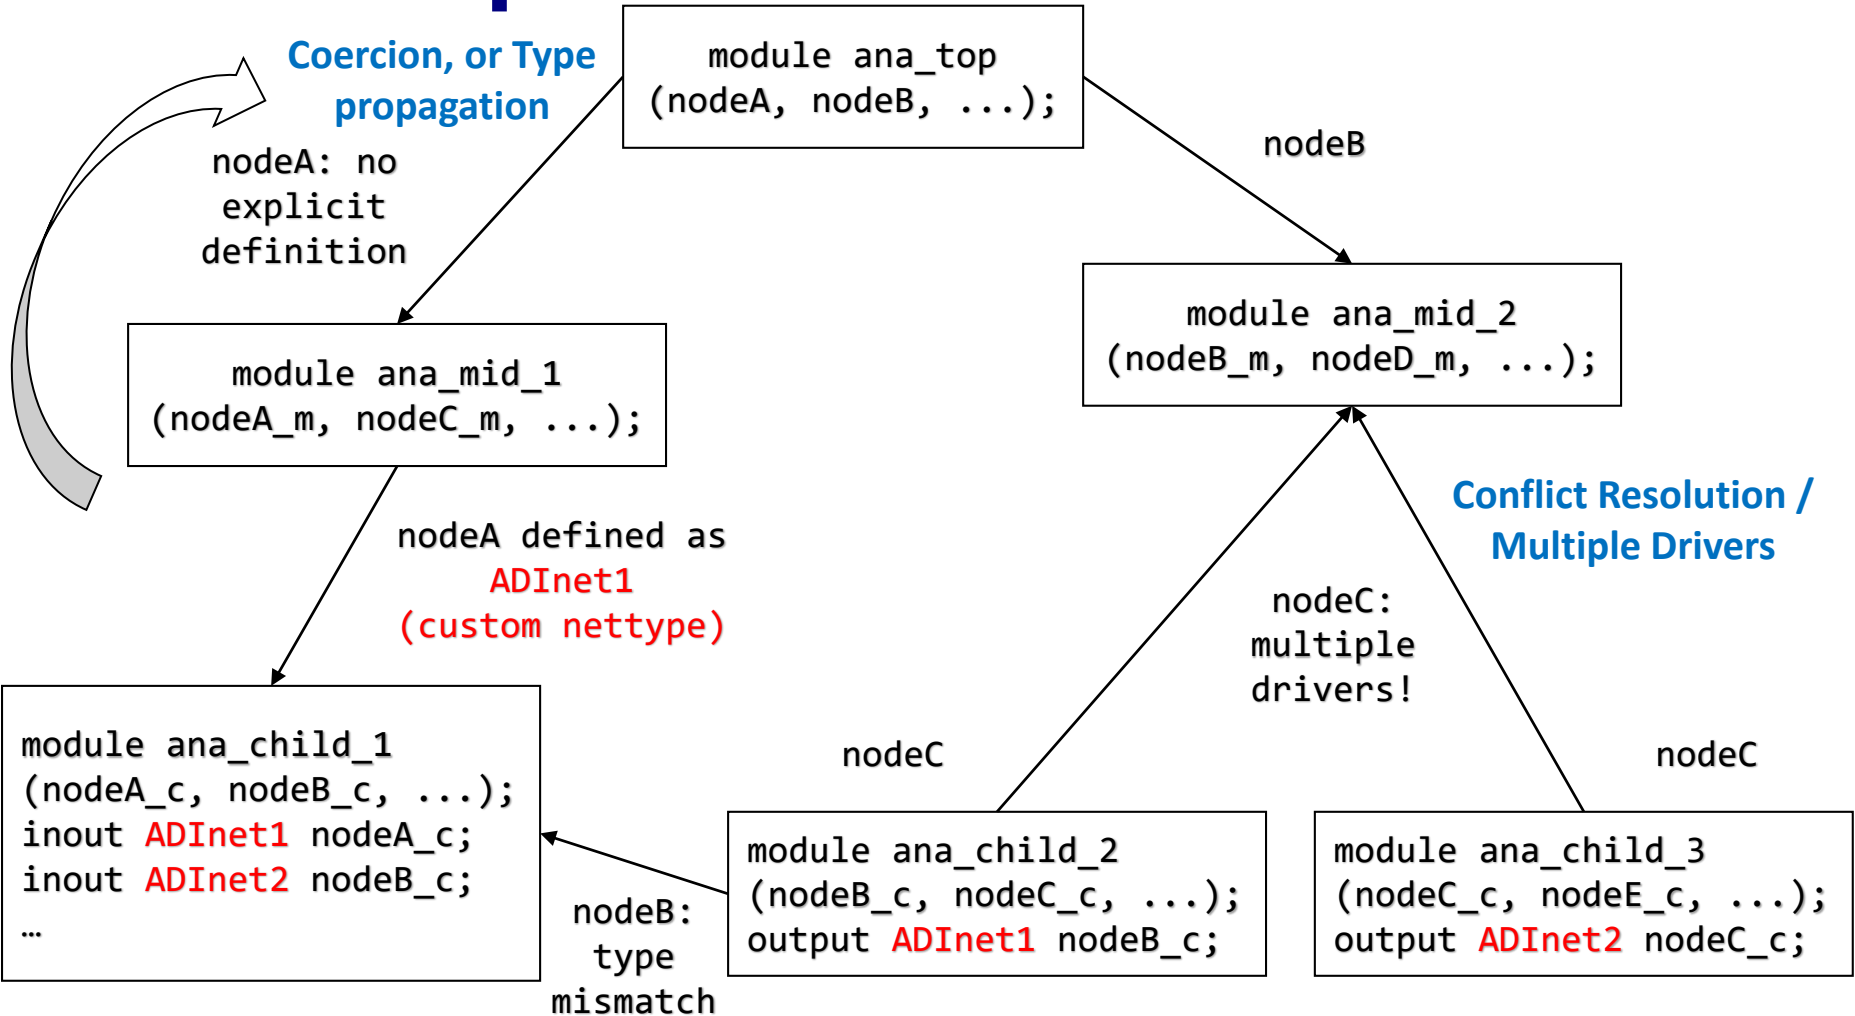 Coercion, or Type
propagation
module ana_top
(nodeA, nodeB, ...);
nodeA: no
explicit
definition
nodeB
module ana_mid_1
(nodeA_m, nodeC_m, ...);
module ana_mid_2
(nodeB_m, nodeD_m, ...);
nodeA defined as
ADInet1
(custom nettype)
Conflict Resolution /
Multiple Drivers
nodeC:
multiple
drivers!
nodeC
nodeC
module ana_child_1
(nodeA_c, nodeB_c, ...);
inout ADInet1 nodeA_c;
inout ADInet2 nodeB_c;
…
nodeB:
type
mismatch
module ana_child_2
(nodeB_c, nodeC_c, ...);
output ADInet1 nodeB_c;
module ana_child_3
(nodeC_c, nodeE_c, ...);
output ADInet2 nodeC_c;